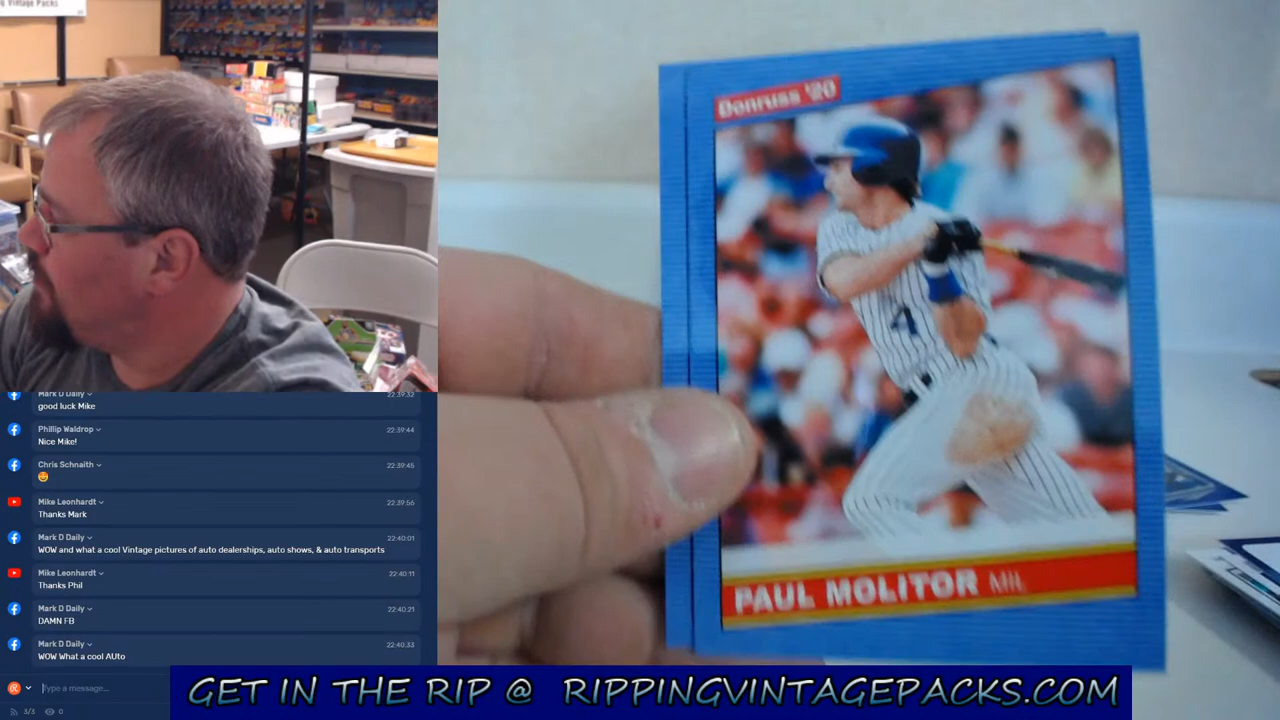 g Vintage Packs
Donruss '20
4
PAUL MOLITOR MIL
Mark D Daily 22:39:32
good luck Mike
Phillip Waldrop 22:39:44
Nice Mike!
Chris Schnaith 22:39:45
Mike Leonhardt 22:39:56
Thanks Mark
Mark D Daily 22:40:01
WOW and what a cool Vintage pictures of auto dealerships, auto shows, & auto transports
Mike Leonhardt 22:40:11
Thanks Phil
Mark D Daily 22:40:21
DAMN FB
Mark D Daily 22:40:33
WOW What a cool AUto
Type a message...
3/3 0
GET IN THE RIP @ RIPPINGVINTAGEPACKS.COM